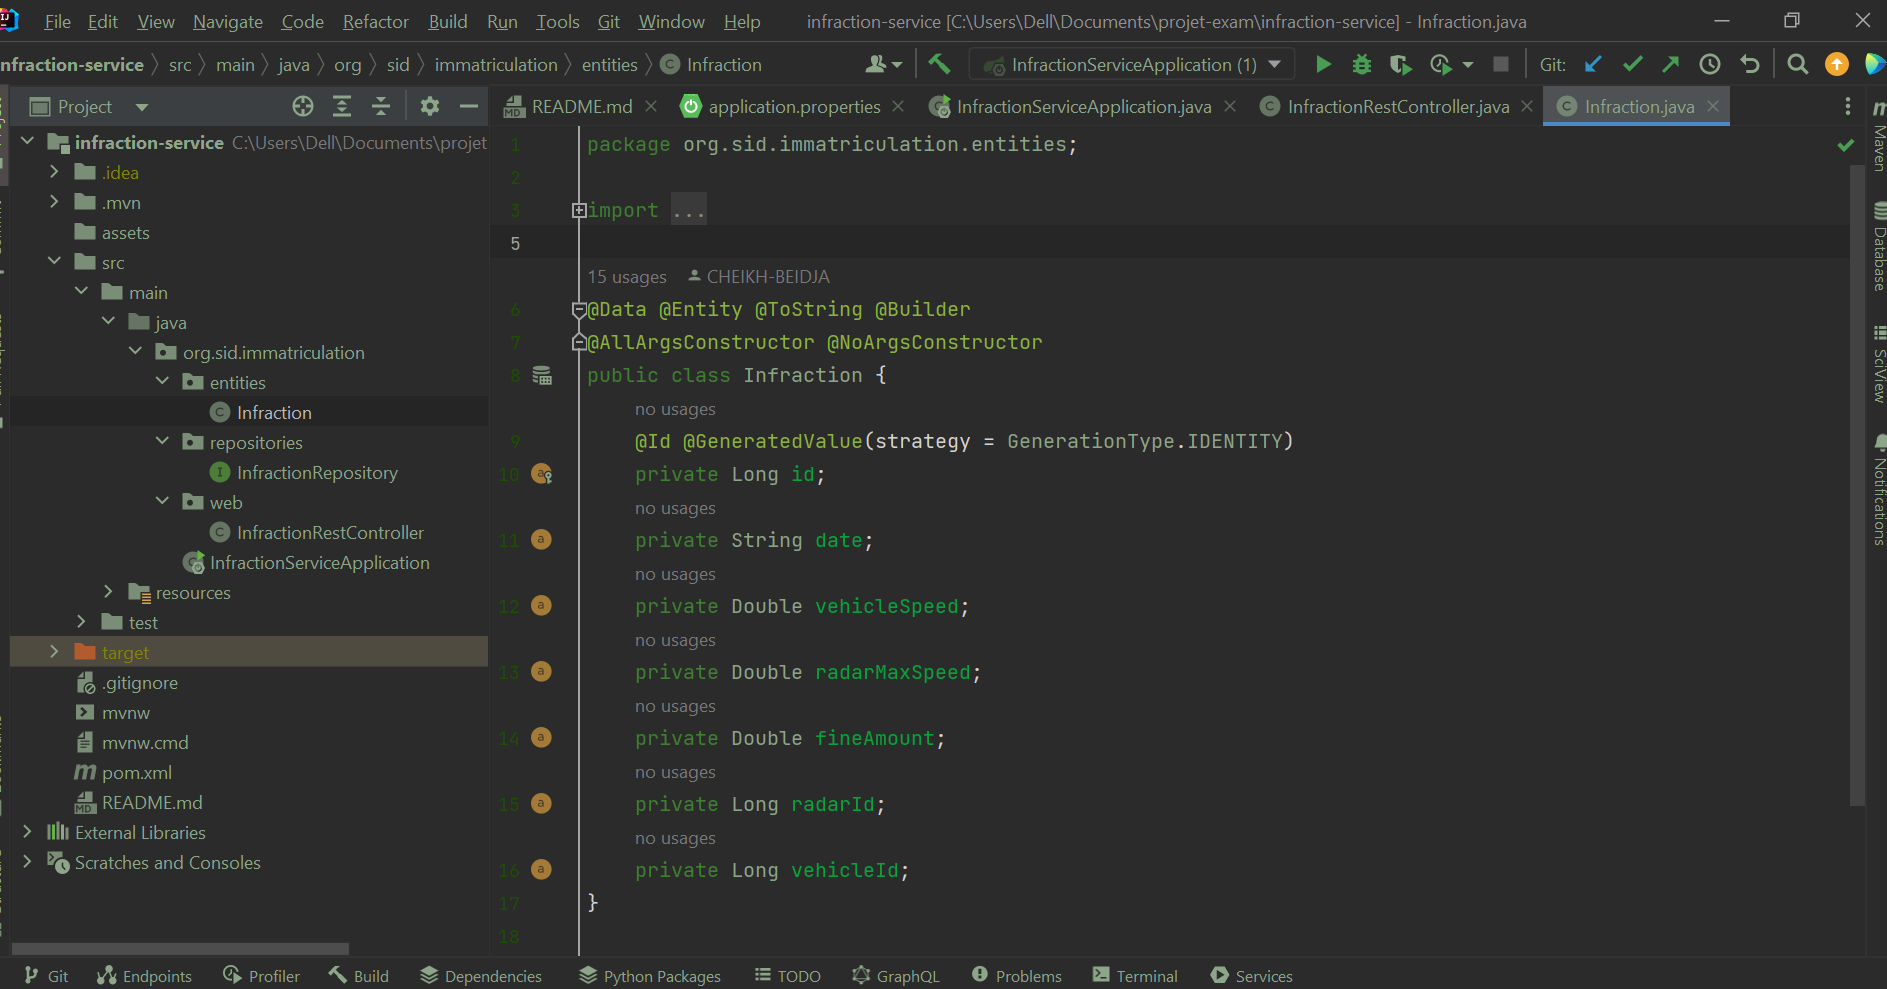 File Edit View Navigate Code Refactor Build Run Tools Git Window Help infraction-service [C:\Users\Dell\Documents\projet-exam\infraction-service] - Infraction.java
nfraction-service src main java org sid immatriculation entities Infraction InfractionServiceApplication (1) Git:
Project
README.md application.properties InfractionServiceApplication.java InfractionRestController.java Infraction.java
infraction-service C:\Users\Dell\Documents\projet
.idea
.mvn
assets
src
main
java
org.sid.immatriculation
entities
Infraction
repositories
InfractionRepository
web
InfractionRestController
InfractionServiceApplication
resources
test
target
.gitignore
mvnw
mvnw.cmd
pom.xml
README.md
External Libraries
Scratches and Consoles
1 package org.sid.immatriculation.entities;
2
3 import ...
5
15 usages CHEIKH-BEIDJA
6 @Data @Entity @ToString @Builder
7 @AllArgsConstructor @NoArgsConstructor
8 public class Infraction {
no usages
9 @Id @GeneratedValue(strategy = GenerationType.IDENTITY)
10 private Long id;
no usages
11 private String date;
no usages
12 private Double vehicleSpeed;
no usages
13 private Double radarMaxSpeed;
no usages
14 private Double fineAmount;
no usages
15 private Long radarId;
no usages
16 private Long vehicleId;
17 }
18
Maven
Database
SciView
Notifications
Git Endpoints Profiler Build Dependencies Python Packages TODO GraphQL Problems Terminal Services